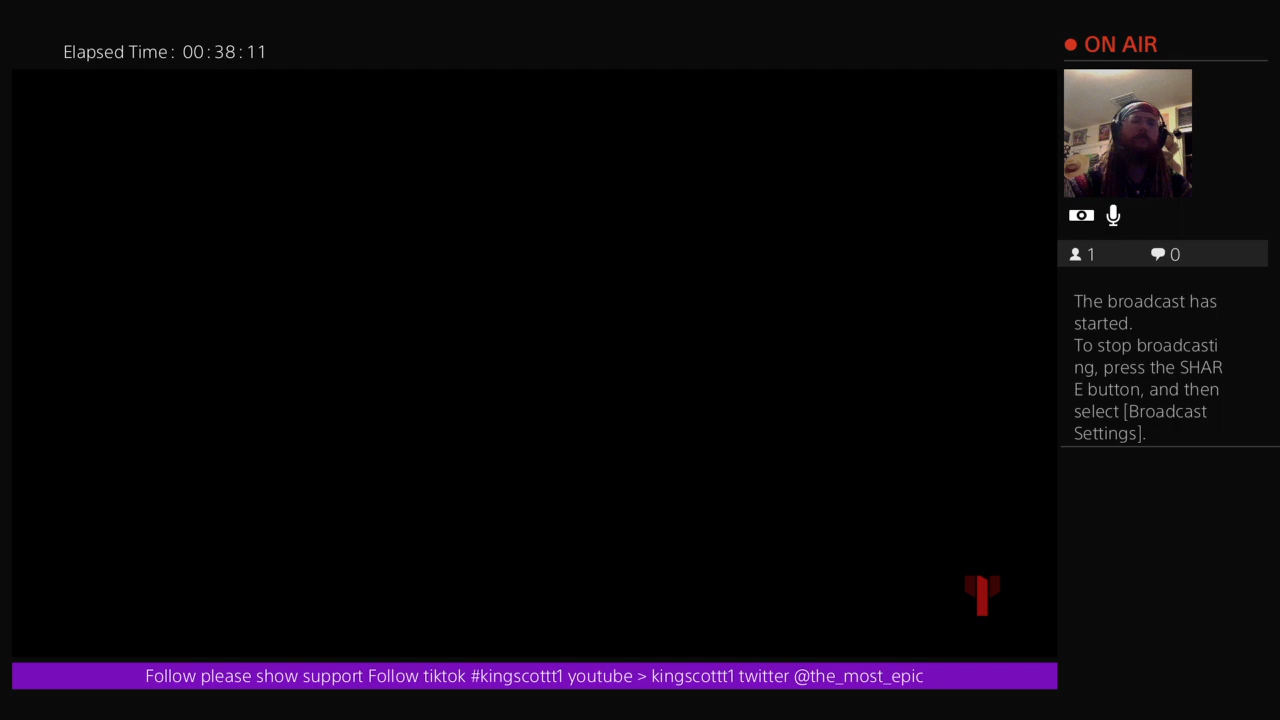 Elapsed Time: 00:38:11
ON AIR
1
0
The broadcast has
started.
To stop broadcasti
ng, press the SHAR
E button, and then
select [Broadcast
Settings].
Follow please show support Follow tiktok #kingscottt1 youtube > kingscottt1 twitter @the_most_epic